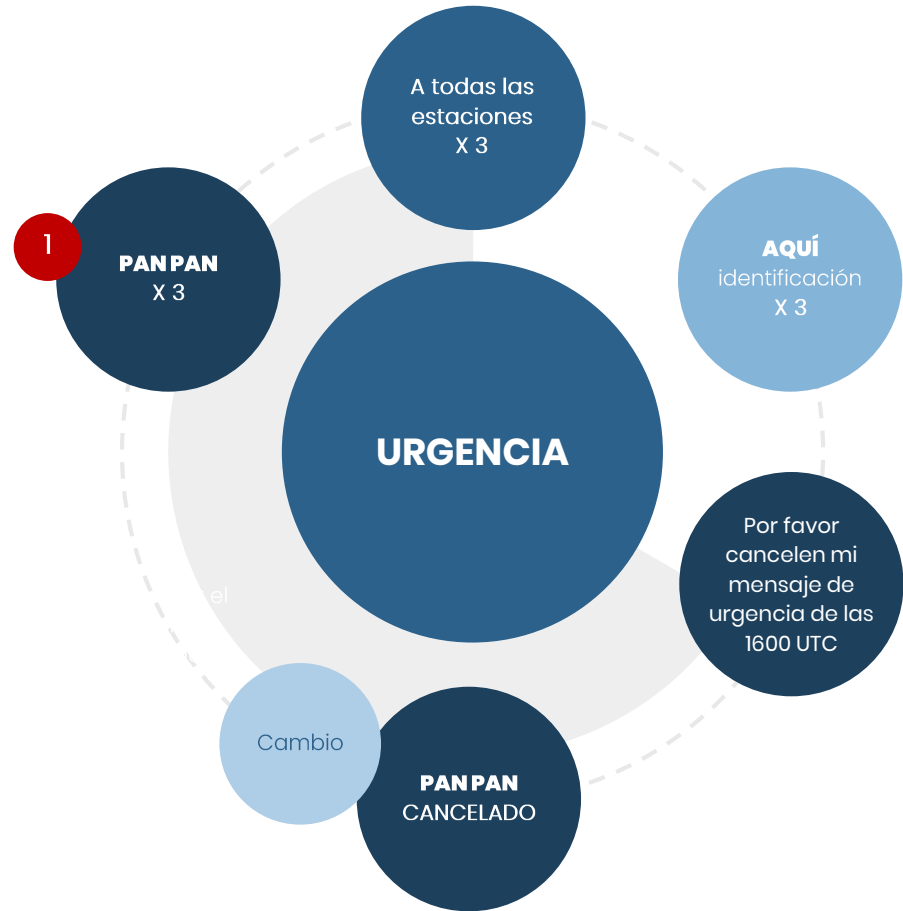 1
PAN PAN
X 3
A todas las
estaciones
X 3
AQUÍ
identificación
X 3
Por favor
cancelen mi
mensaje de
urgencia de las
1600 UTC
PAN PAN
CANCELADO
Cambio
URGENCIA
el